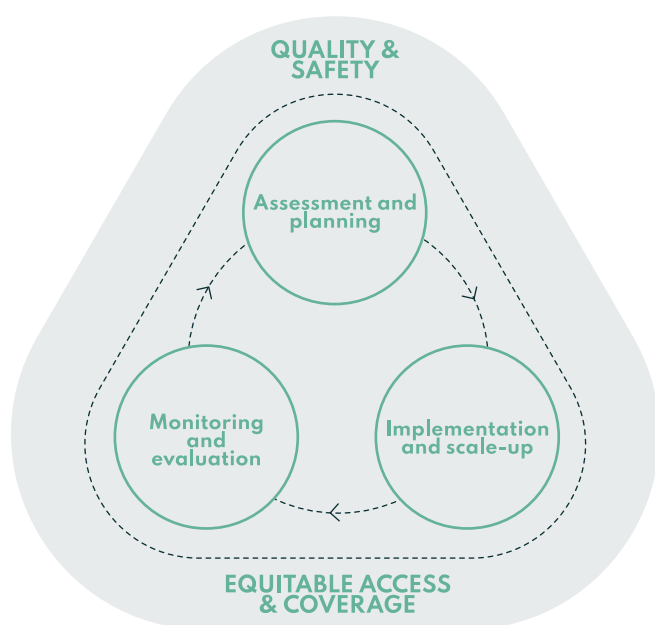 QUALITY &
SAFETY
Assessment and
planning
Monitoring
and
evaluation
Implementation
and scale-up
EQUITABLE ACCESS
& COVERAGE